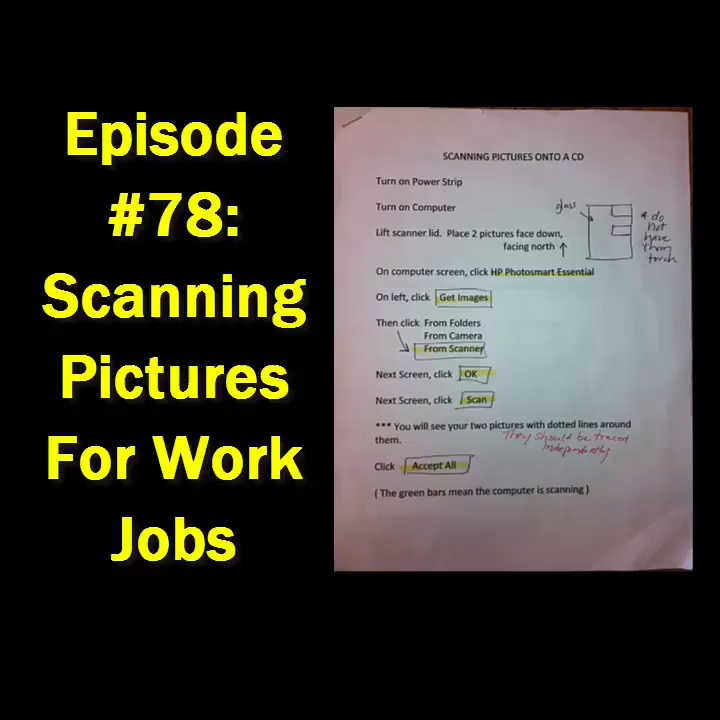 Episode
#78:
Scanning
Pictures
For Work
Jobs
SCANNING PICTURES ONTO A CD
Turn on Power Strip
Turn on Computer
Lift scanner lid. Place 2 pictures face down,
facing north ↑
glass
* do
not
have
them
touch
On computer screen, click HP Photosmart Essential
On left, click Get Images
Then click From Folders
From Camera
From Scanner
Next Screen, click OK
Next Screen, click Scan
*** You will see your two pictures with dotted lines around
them. They should be traced
independently
Click Accept All
( The green bars mean the computer is scanning )